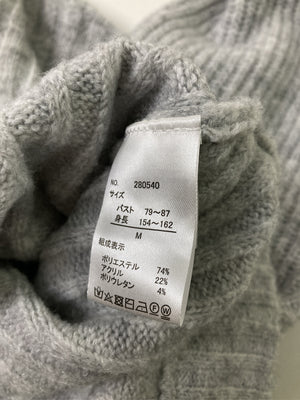 NO. 280540
サイズ
バスト 79～87
身長 154～162
M
組成表示
ポリエステル 74%
アクリル 22%
ポリウレタン 4%